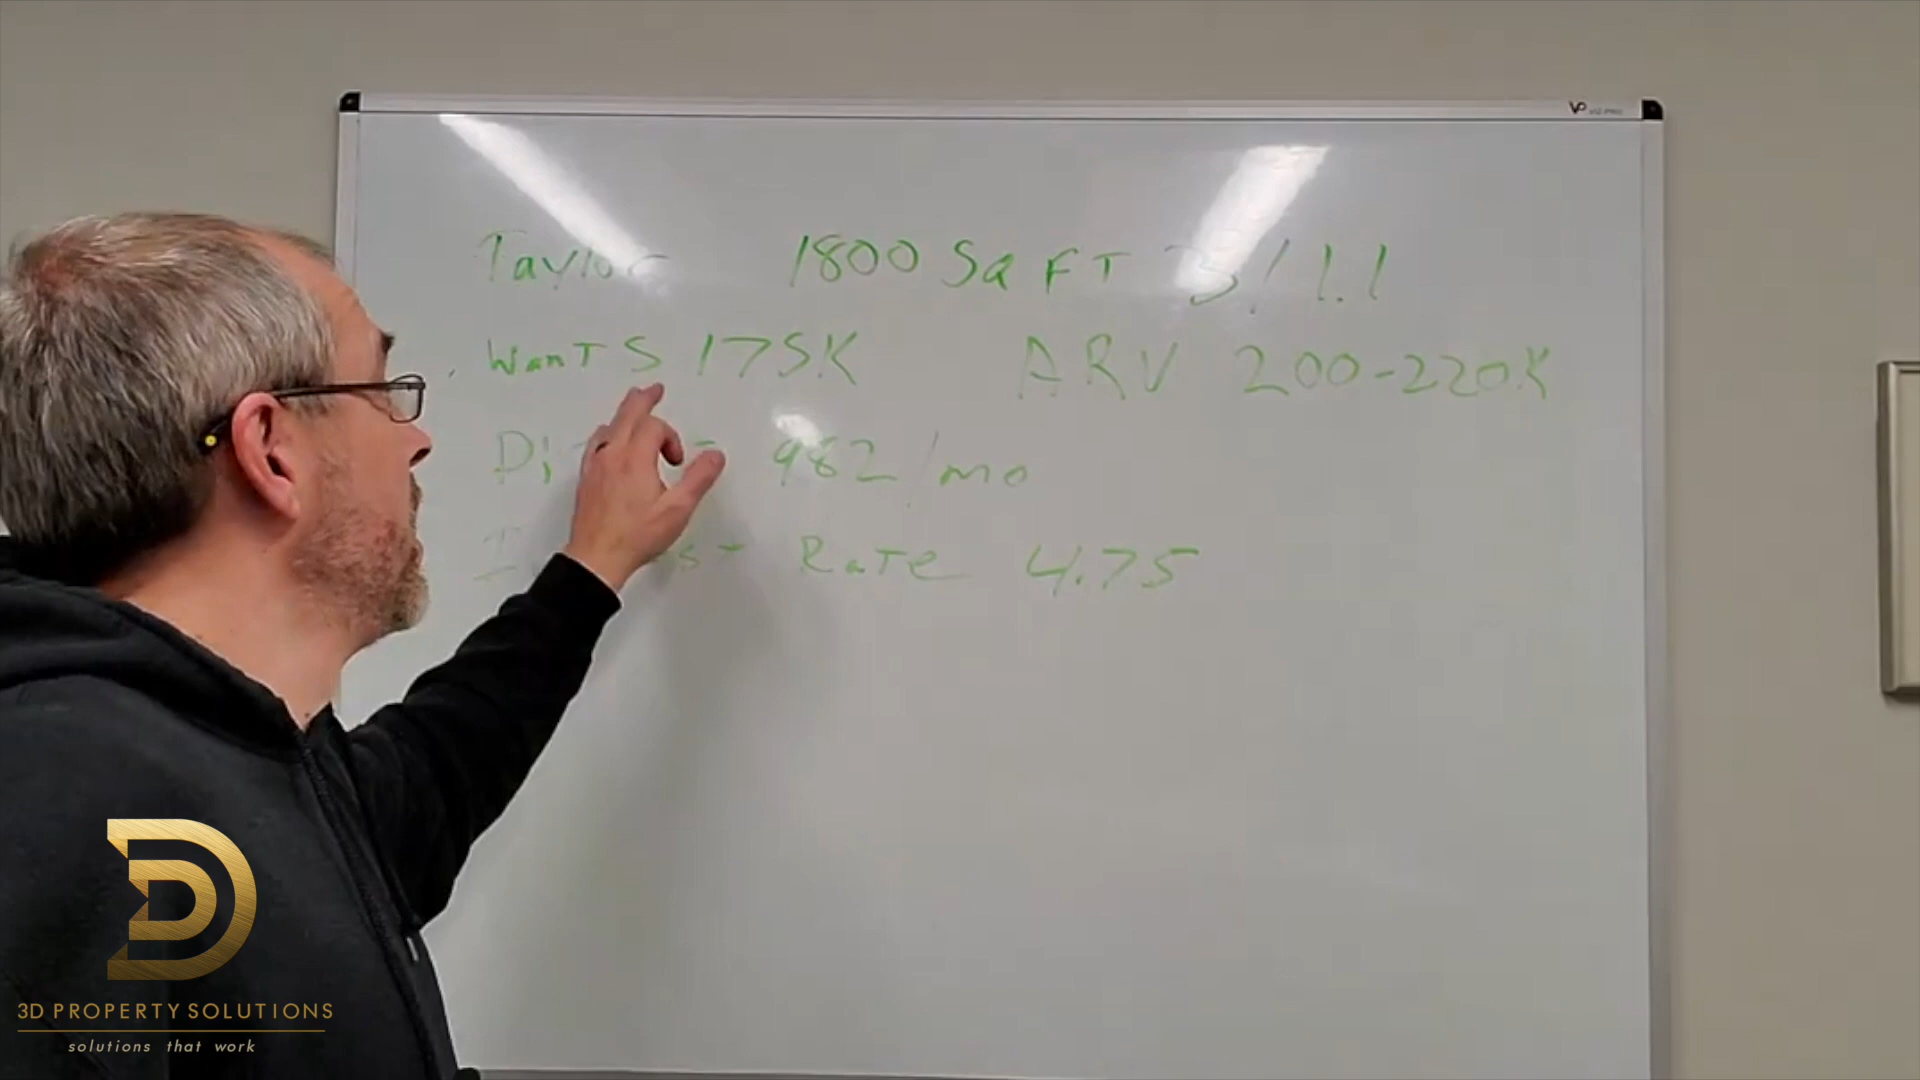 Taylor 1800 Sq FT 3/1.1
Wants 175K ARV 200-220K
982/mo
Rate 4.75
3D PROPERTY SOLUTIONS
solutions that work